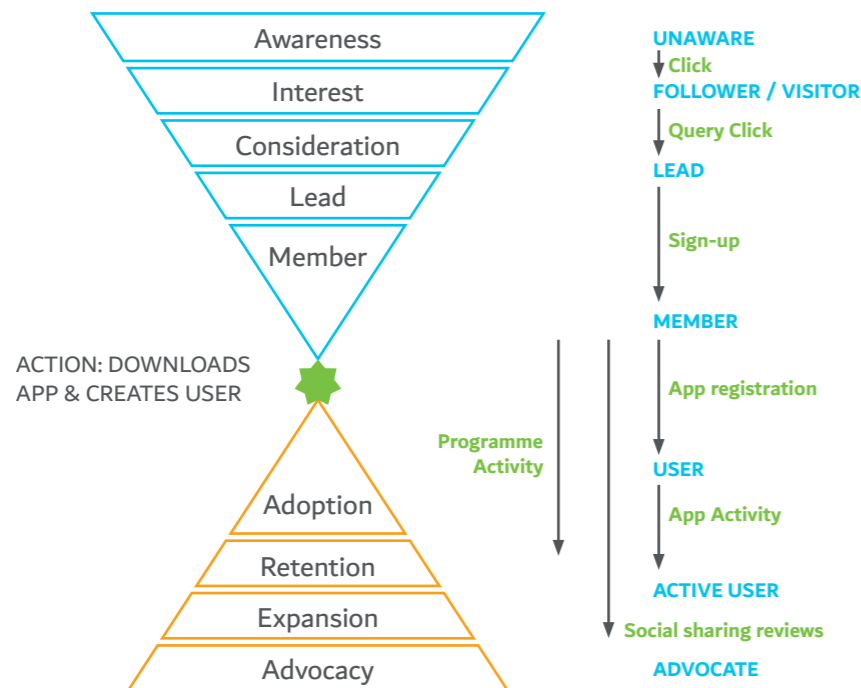 Awareness
Interest
Consideration
Lead
Member
ACTION: DOWNLOADS
APP & CREATES USER
Adoption
Retention
Expansion
Advocacy
UNAWARE
Click
FOLLOWER / VISITOR
Query Click
LEAD
Sign-up
MEMBER
App registration
Programme
Activity
USER
App Activity
ACTIVE USER
Social sharing reviews
ADVOCATE